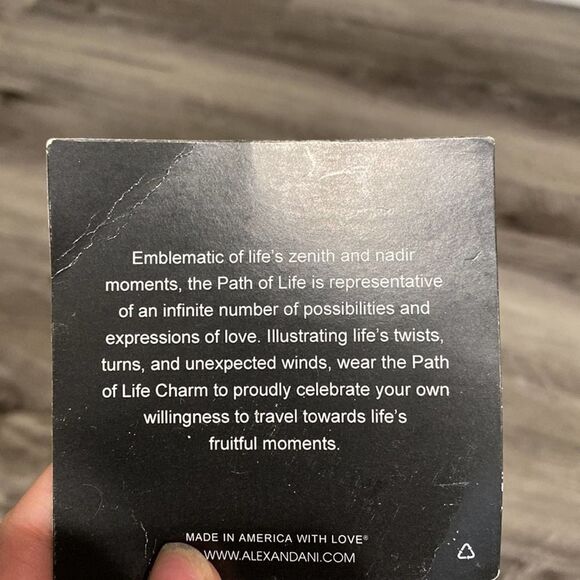 Emblematic of life's zenith and nadir
moments, the Path of Life is representative
of an infinite number of possibilities and
expressions of love. Illustrating life's twists,
turns, and unexpected winds, wear the Path
of Life Charm to proudly celebrate your own
willingness to travel towards life's
fruitful moments.
MADE IN AMERICA WITH LOVE®
WWW.ALEXANDANI.COM